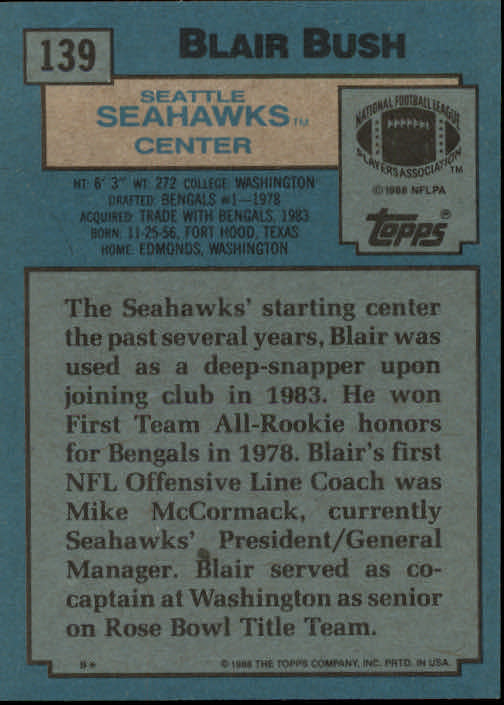 139
BLAIR BUSH
SEATTLE
SEAHAWKS™
CENTER
NATIONAL FOOTBALL LEAGUE
PLAYERS ASSOCIATION™
© 1988 NFLPA
TOPPS®
HT: 6' 3" WT: 272 COLLEGE: WASHINGTON
DRAFTED: BENGALS #1—1978
ACQUIRED: TRADE WITH BENGALS, 1983
BORN: 11-25-56, FORT HOOD, TEXAS
HOME: EDMONDS, WASHINGTON
The Seahawks' starting center
the past several years, Blair was
used as a deep-snapper upon
joining club in 1983. He won
First Team All-Rookie honors
for Bengals in 1978. Blair's first
NFL Offensive Line Coach was
Mike McCormack, currently
Seahawks' President/General
Manager. Blair served as co-
captain at Washington as senior
on Rose Bowl Title Team.
© 1988 THE TOPPS COMPANY, INC. PRTD. IN USA.